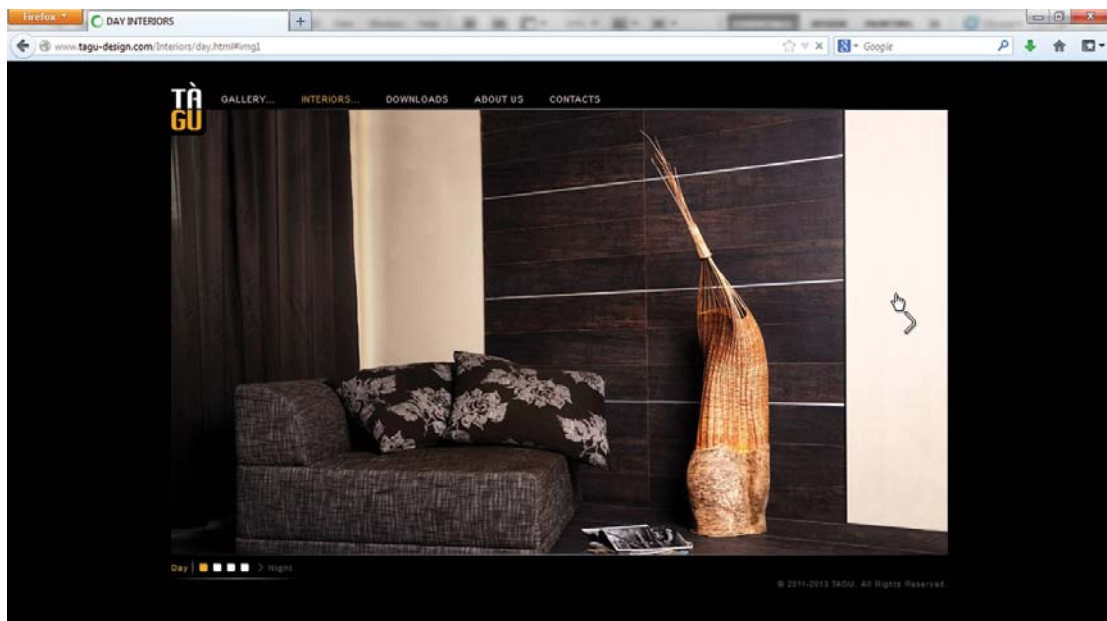 Firefox
DAY INTERIORS
www.tagu-design.com/Interiors/day.html#img1
Google
TÀ
GU
GALLERY...
INTERIORS...
DOWNLOADS
ABOUT US
CONTACTS
Day
Night
© 2011-2013 TAGU, All Rights Reserved.